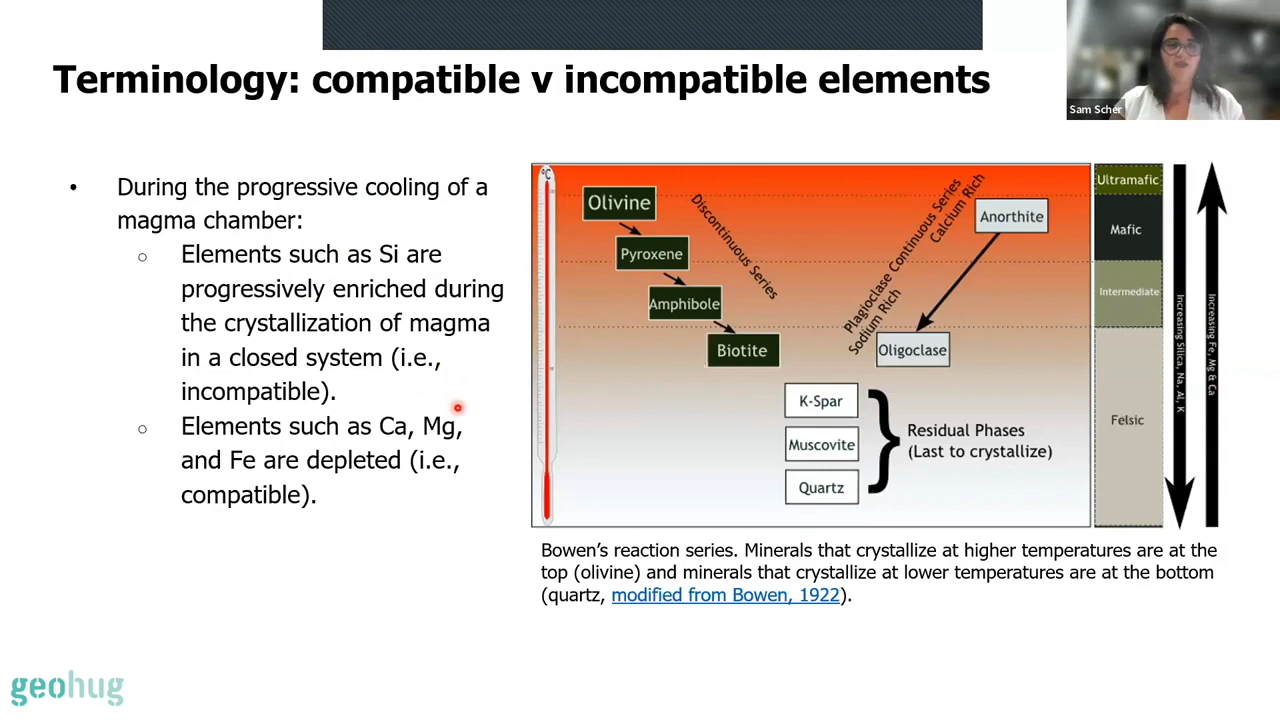 Terminology: compatible v incompatible elements
Sam Scher
• During the progressive cooling of a
magma chamber:
○ Elements such as Si are
progressively enriched during
the crystallization of magma
in a closed system (i.e.,
incompatible).
○ Elements such as Ca, Mg,
and Fe are depleted (i.e.,
compatible).
°C
Olivine
Pyroxene
Amphibole
Biotite
Discontinuous Series
Plagioclase Continuous Series
Calcium Rich
Sodium Rich
Anorthite
Oligoclase
K-Spar
Muscovite
Quartz
Residual Phases
(Last to crystallize)
Ultramafic
Mafic
Intermediate
Felsic
Increasing Silica, Na, Al, K
Increasing Fe, Mg & Ca
Bowen's reaction series. Minerals that crystallize at higher temperatures are at the
top (olivine) and minerals that crystallize at lower temperatures are at the bottom
(quartz, modified from Bowen, 1922).
geohug